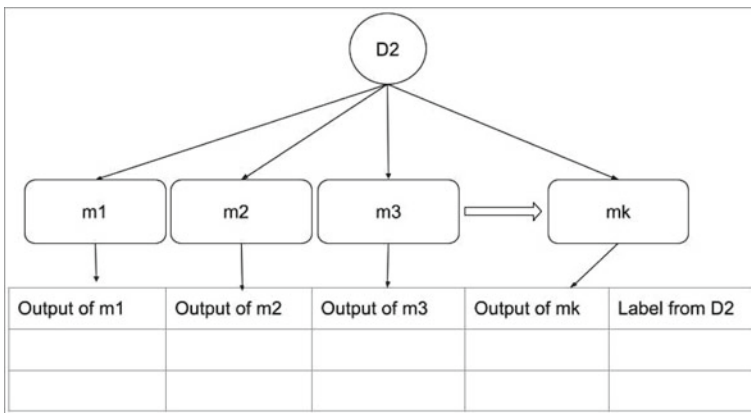 D2
m1
m2
m3
mk
Output of m1
Output of m2
Output of m3
Output of mk
Label from D2